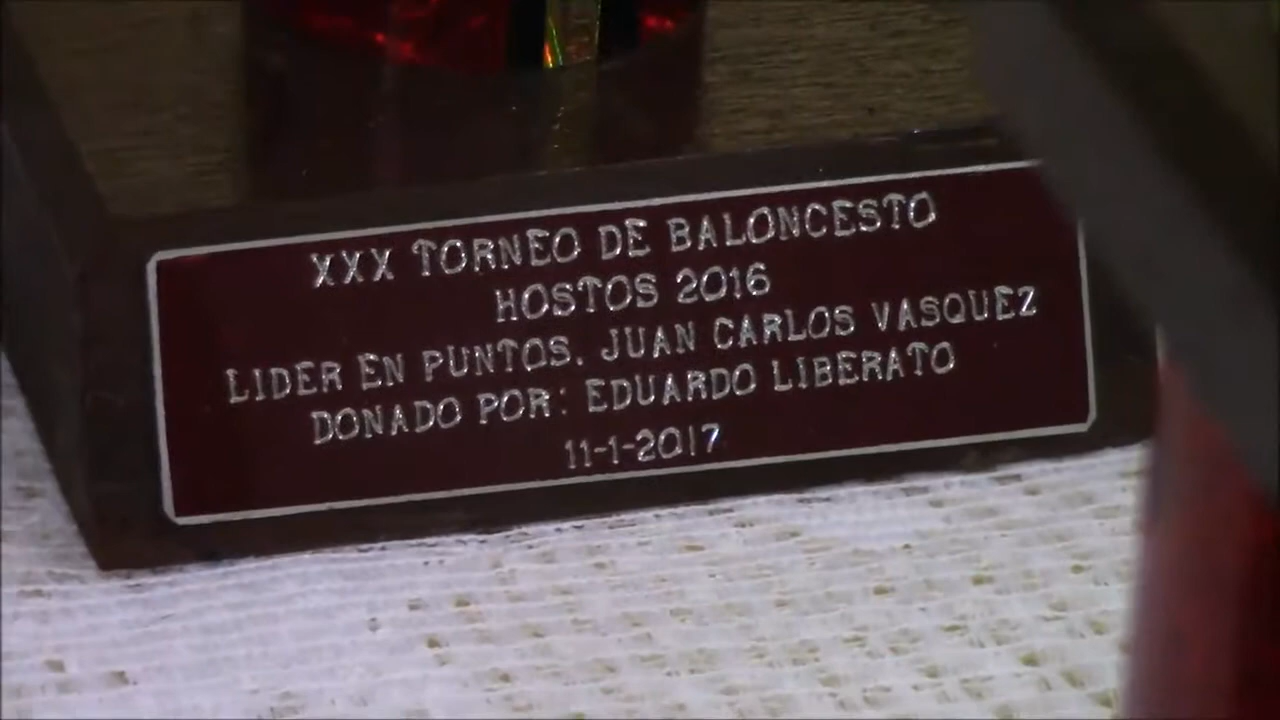 XXX TORNEO DE BALONCESTO
HOSTOS 2016
LIDER EN PUNTOS. JUAN CARLOS VASQUEZ
DONADO POR: EDUARDO LIBERATO
11-1-2017